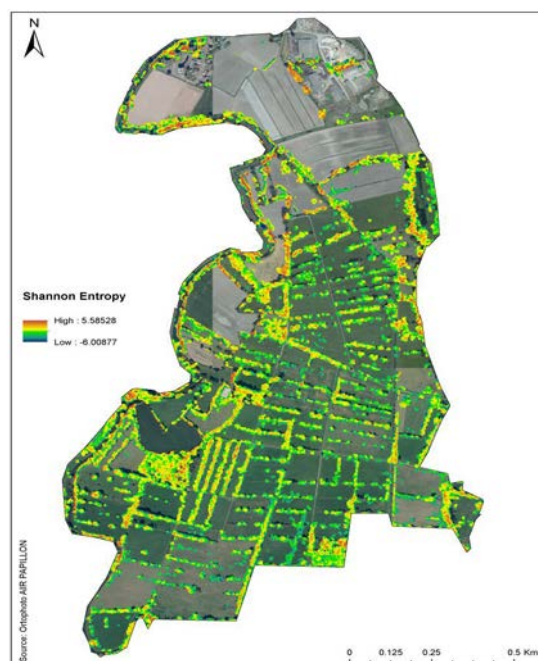 N
Shannon Entropy
High : 5.58528
Low : -6.00877
Source: Ortophoto AIR PAPILLON
0 0.125 0.25 0.5 Km